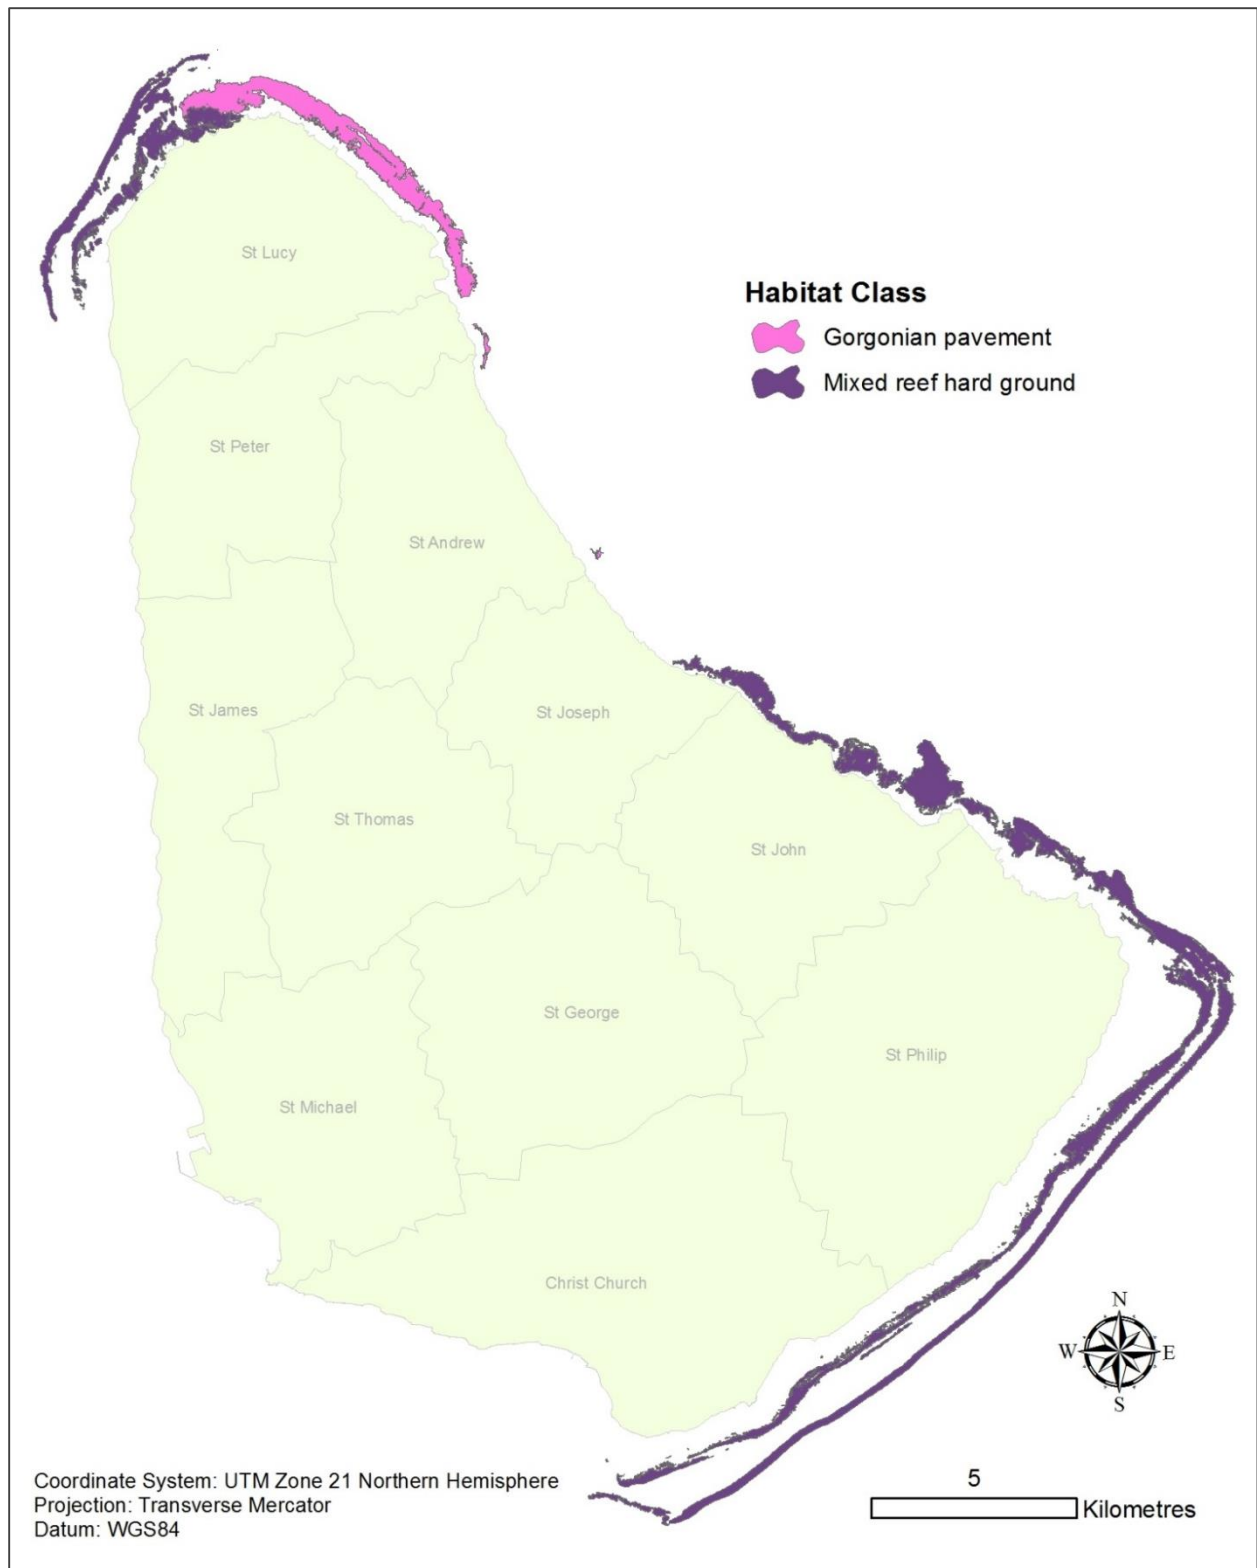 St Lucy
Habitat Class
Gorgonian pavement
Mixed reef hard ground
St Peter
St Andrew
St James
St Joseph
St Thomas
St John
St George
St Philip
St Michael
Christ Church
N
W
E
S
Coordinate System: UTM Zone 21 Northern Hemisphere
Projection: Transverse Mercator
Datum: WGS84
5
Kilometres